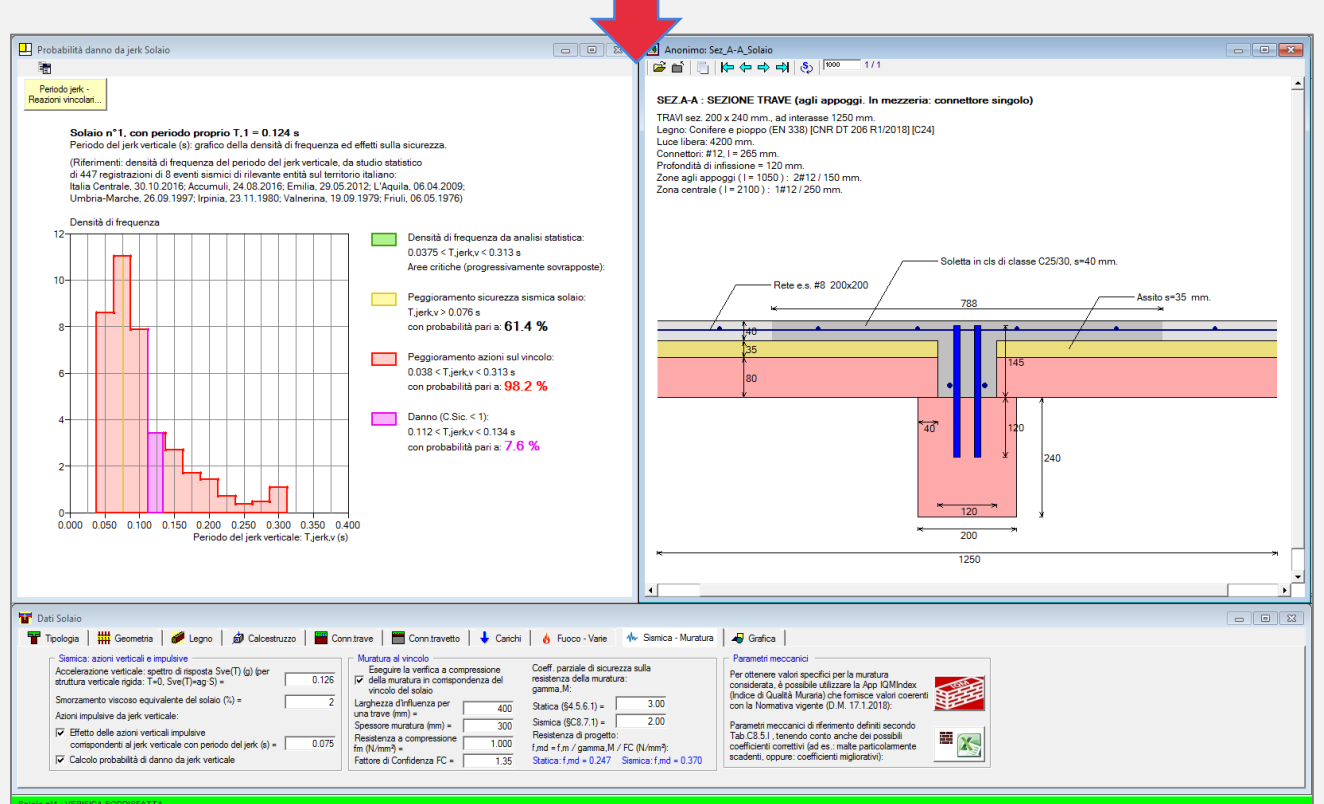 Probabilità danno da jerk Solaio
Periodo jerk -
Reazioni vincolari...
Solaio n°1, con periodo proprio T,1 = 0.124 s
Periodo del jerk verticale (s): grafico della densità di frequenza ed effetti sulla sicurezza.
(Riferimenti: densità di frequenza del periodo del jerk verticale, da studio statistico
di 447 registrazioni di 8 eventi sismici di rilevante entità sul territorio italiano:
Italia Centrale, 30.10.2016; Accumuli, 24.08.2016; Emilia, 29.05.2012; L'Aquila, 06.04.2009;
Umbria-Marche, 26.09.1997; Irpinia, 23.11.1980; Valnerina, 19.09.1979; Friuli, 06.05.1976)
Densità di frequenza
12
10
8
6
4
2
0
0.000 0.050 0.100 0.150 0.200 0.250 0.300 0.350 0.400
Periodo del jerk verticale: T,jerk,v (s)
Densità di frequenza da analisi statistica:
0.0375 < T,jerk,v < 0.313 s
Aree critiche (progressivamente sovrapposte):
Peggioramento sicurezza sismica solaio:
T,jerk,v > 0.076 s
con probabilità pari a: 61.4 %
Peggioramento azioni sul vincolo:
0.038 < T,jerk,v < 0.313 s
con probabilità pari a: 98.2 %
Danno (C.Sic. < 1):
0.112 < T,jerk,v < 0.134 s
con probabilità pari a: 7.6 %
Anonimo: Sez_A-A_Solaio
1000 1 / 1
SEZ.A-A : SEZIONE TRAVE (agli appoggi. In mezzeria: connettore singolo)
TRAVI sez. 200 x 240 mm., ad interasse 1250 mm.
Legno: Conifere e pioppo (EN 338) [CNR DT 206 R1/2018] [C24]
Luce libera: 4200 mm.
Connettori: #12, l = 265 mm.
Profondità di infissione = 120 mm.
Zone agli appoggi ( l = 1050 ) : 2#12 / 150 mm.
Zona centrale ( l = 2100 ) : 1#12 / 250 mm.
Soletta in cls di classe C25/30, s=40 mm.
Rete e.s. #8 200x200
Assito s=35 mm.
788
40
35
80
145
40
120
240
120
200
1250
Dati Solaio
Tipologia Geometria Legno Calcestruzzo Conn.trave Conn.travetto Carichi Fuoco - Varie Sismica - Muratura Grafica
Sismica: azioni verticali e impulsive
Accelerazione verticale: spettro di risposta Sve(T) (g) (per
struttura verticale rigida: T=0, Sve(T)=ag·S) = 0.126
Smorzamento viscoso equivalente del solaio (%) = 2
Azioni impulsive da jerk verticale:
Effetto delle azioni verticali impulsive
corrispondenti al jerk verticale con periodo del jerk (s) = 0.075
Calcolo probabilità di danno da jerk verticale
Muratura al vincolo
Eseguire la verifica a compressione
della muratura in corrispondenza del
vincolo del solaio
Larghezza d'influenza per
una trave (mm) = 400
Spessore muratura (mm) = 300
Resistenza a compressione
fm (N/mm²) = 1.000
Fattore di Confidenza FC = 1.35
Coeff. parziale di sicurezza sulla
resistenza della muratura:
gamma,M:
Statica (§4.5.6.1) = 3.00
Sismica (§C8.7.1) = 2.00
Resistenza di progetto:
f,md = f,m / gamma,M / FC (N/mm²):
Statica: f,md = 0.247 Sismica: f,md = 0.370
Parametri meccanici
Per ottenere valori specifici per la muratura
considerata, è possibile utilizzare la App IQMIndex
(Indice di Qualità Muraria) che fornisce valori coerenti
con la Normativa vigente (D.M. 17.1.2018):
Parametri meccanici di riferimento definiti secondo
Tab.C8.5.I , tenendo conto anche dei possibili
coefficienti correttivi (ad es.: malte particolarmente
scadenti, oppure: coefficienti migliorativi):
Solaio n°1 : VERIFICA SODDISFATTA